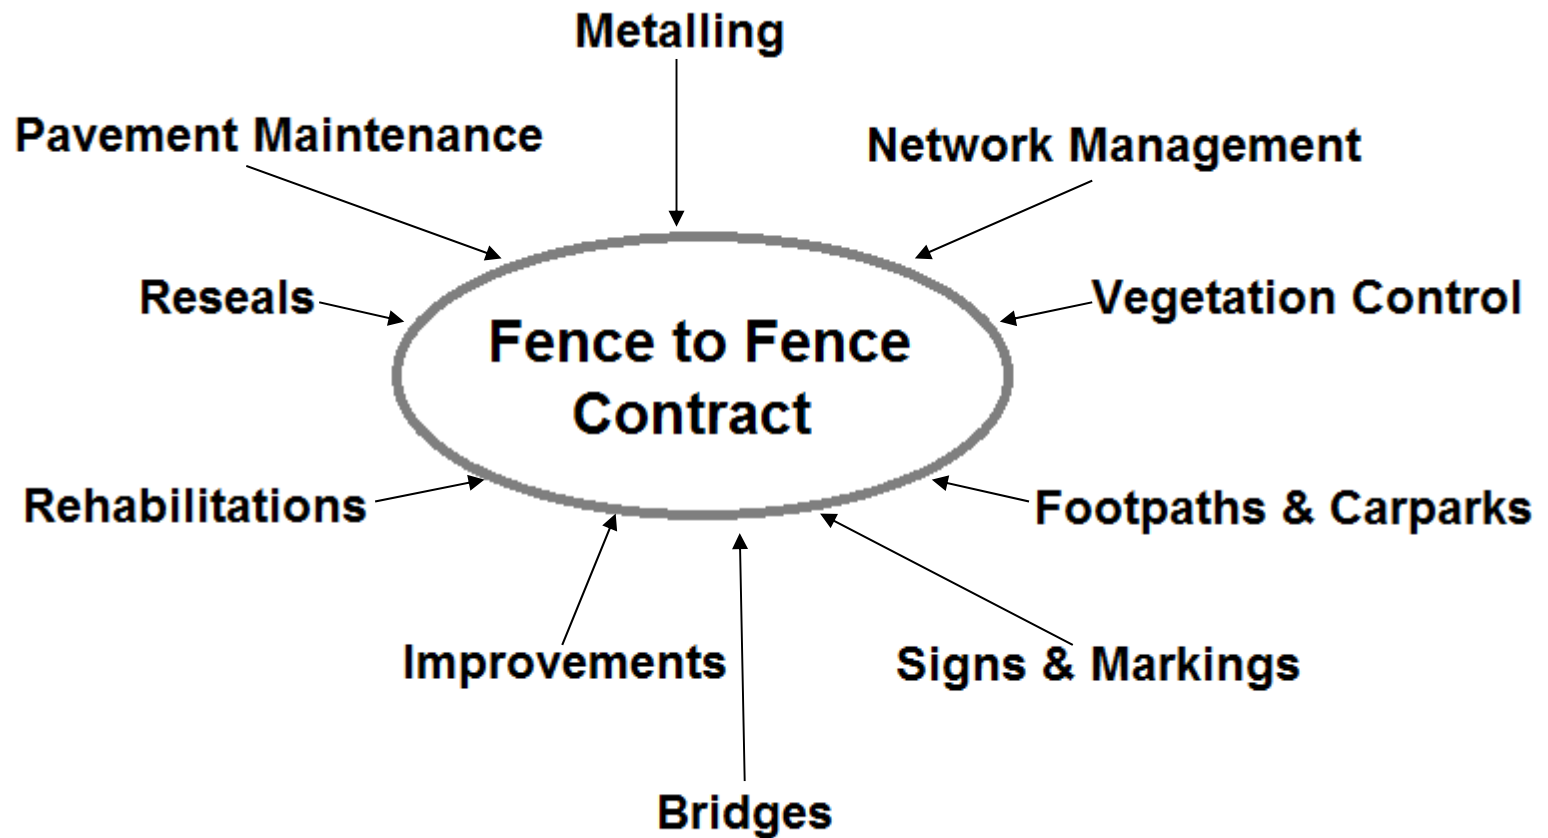 Metalling
Pavement Maintenance
Network Management
Reseals
Vegetation Control
Fence to Fence
Contract
Rehabilitations
Footpaths & Carparks
Improvements
Signs & Markings
Bridges